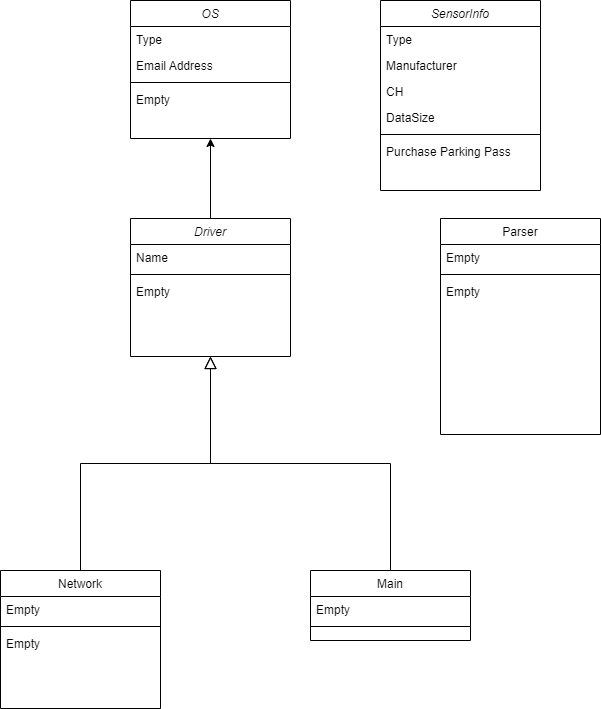 OS
Type
Email Address
Empty
SensorInfo
Type
Manufacturer
CH
DataSize
Purchase Parking Pass
Driver
Name
Empty
Parser
Empty
Empty
Network
Empty
Empty
Main
Empty